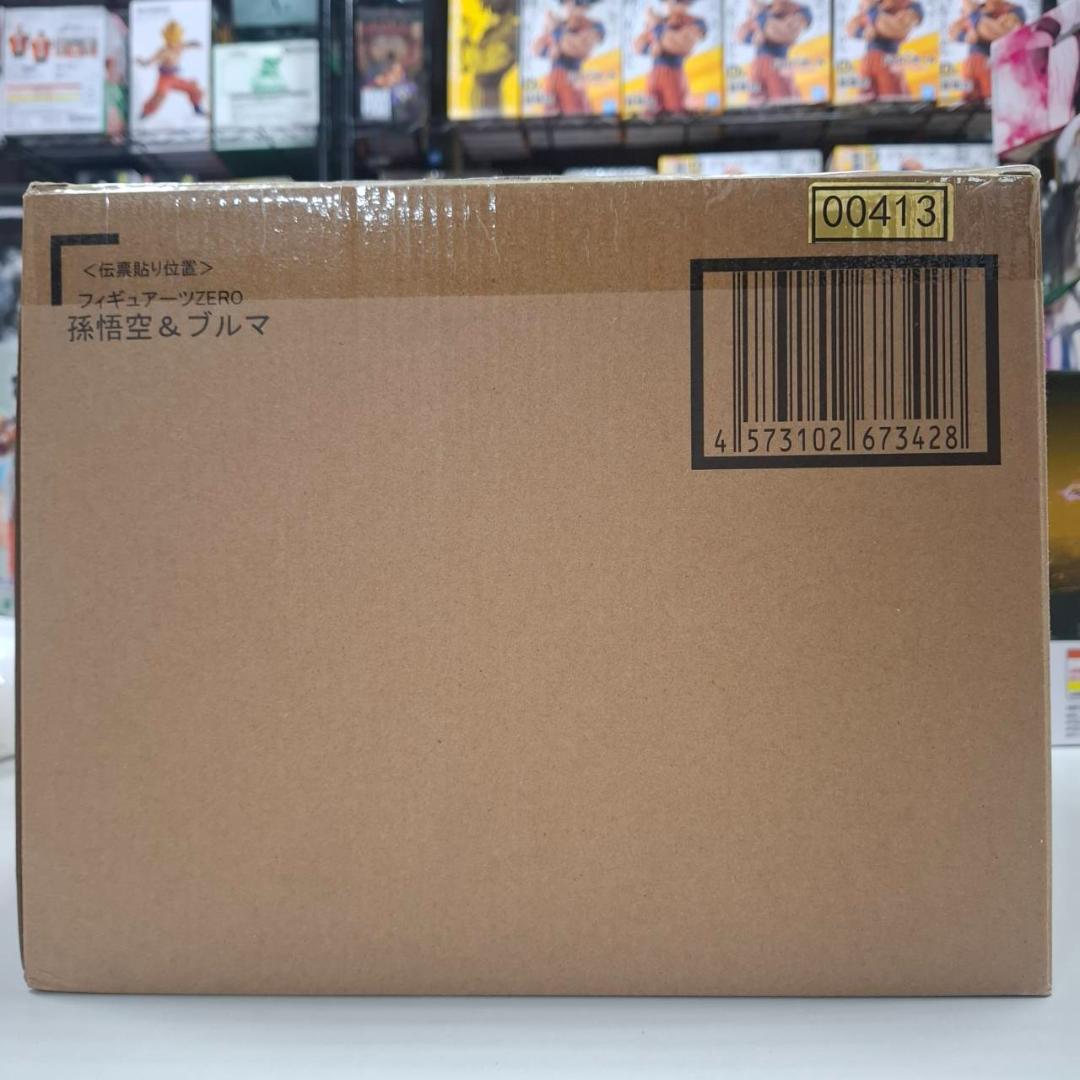 00413
＜伝票貼り位置＞
フィギュアーツZERO
孫悟空＆ブルマ
4 573102 673428